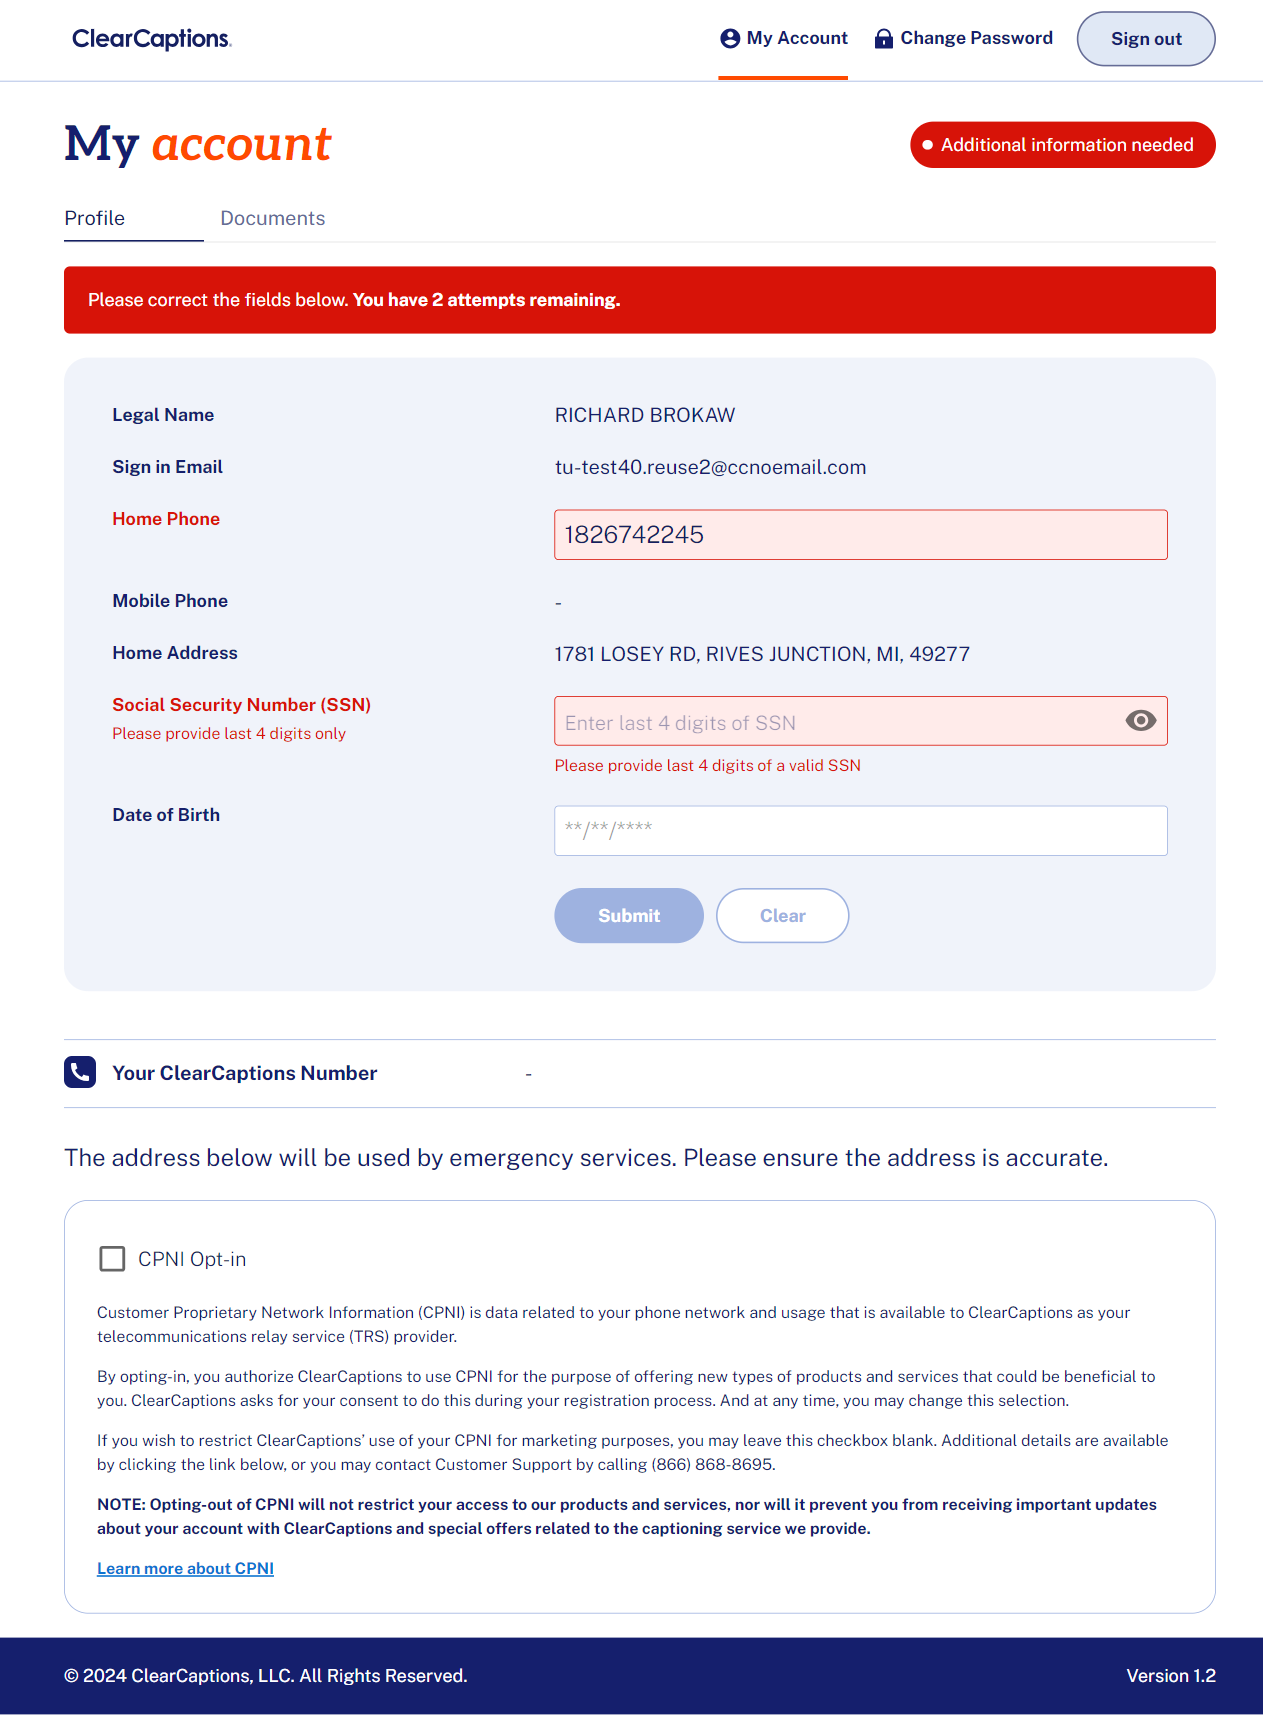 ClearCaptions
My Account
Change Password
Sign out
My account
Additional information needed
Profile
Documents
Please correct the fields below. You have 2 attempts remaining.
Legal Name
RICHARD BROKAW
Sign in Email
tu-test40.reuse2@ccnoemail.com
Home Phone
1826742245
Mobile Phone
-
Home Address
1781 LOSEY RD, RIVES JUNCTION, MI, 49277
Social Security Number (SSN)
Please provide last 4 digits only
Enter last 4 digits of SSN
Please provide last 4 digits of a valid SSN
Date of Birth
**/**/****
Submit
Clear
Your ClearCaptions Number
-
The address below will be used by emergency services. Please ensure the address is accurate.
CPNI Opt-in
Customer Proprietary Network Information (CPNI) is data related to your phone network and usage that is available to ClearCaptions as your
telecommunications relay service (TRS) provider.
By opting-in, you authorize ClearCaptions to use CPNI for the purpose of offering new types of products and services that could be beneficial to
you. ClearCaptions asks for your consent to do this during your registration process. And at any time, you may change this selection.
If you wish to restrict ClearCaptions' use of your CPNI for marketing purposes, you may leave this checkbox blank. Additional details are available
by clicking the link below, or you may contact Customer Support by calling (866) 868-8695.
NOTE: Opting-out of CPNI will not restrict your access to our products and services, nor will it prevent you from receiving important updates
about your account with ClearCaptions and special offers related to the captioning service we provide.
Learn more about CPNI
© 2024 ClearCaptions, LLC. All Rights Reserved.
Version 1.2